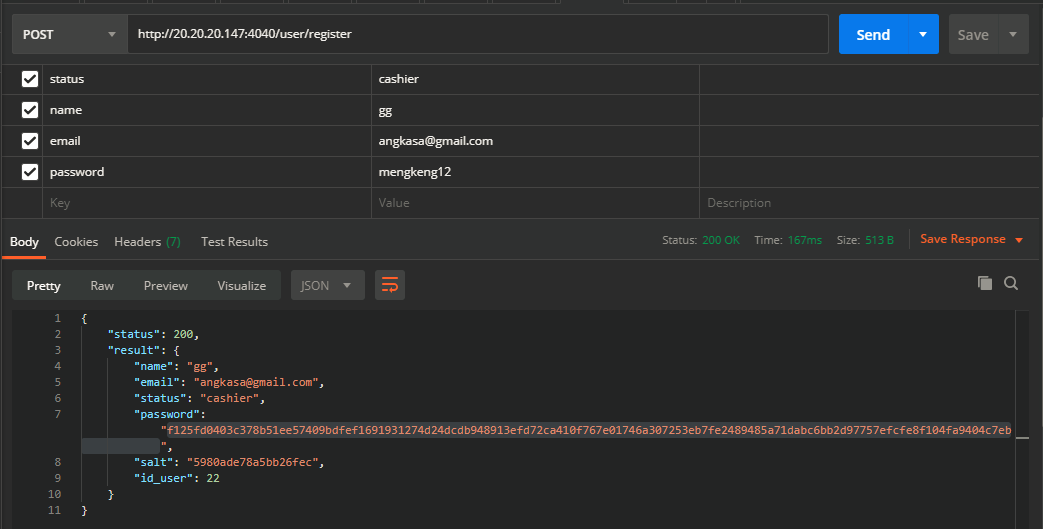 POST http://20.20.20.147:4040/user/register Send Save
status cashier
name gg
email angkasa@gmail.com
password mengkeng12
Key Value Description
Body Cookies Headers (7) Test Results Status: 200 OK Time: 167ms Size: 513 B Save Response
Pretty Raw Preview Visualize JSON
1 {
2 "status": 200,
3 "result": {
4 "name": "gg",
5 "email": "angkasa@gmail.com",
6 "status": "cashier",
7 "password":
"f125fd0403c378b51ee57409bdfef1691931274d24dcdb948913efd72ca410f767e01746a307253eb7fe2489485a71dabc6bb2d97757efcfe8f104fa9404c7eb
",
8 "salt": "5980ade78a5bb26fec",
9 "id_user": 22
10 }
11 }